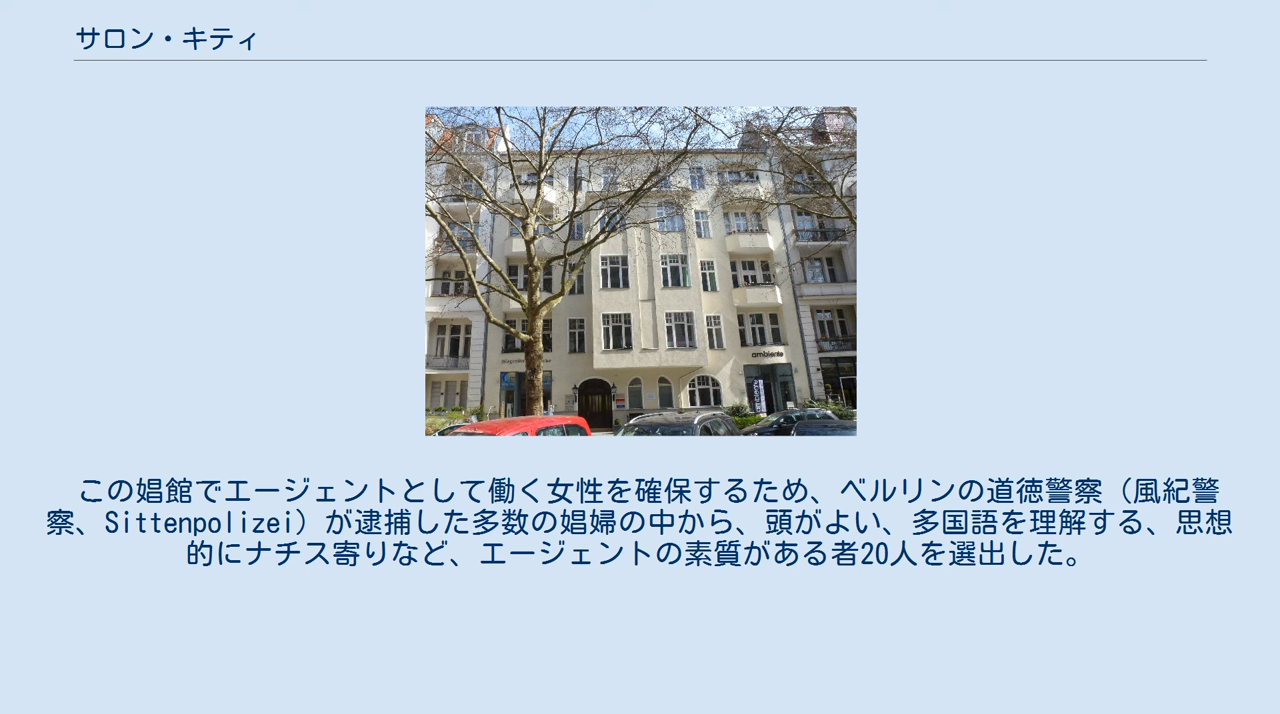 サロン・キティ
ambiente
この娼館でエージェントとして働く女性を確保するため、ベルリンの道徳警察（風紀警
察、Sittenpolizei）が逮捕した多数の娼婦の中から、頭がよい、多国語を理解する、思想
的にナチス寄りなど、エージェントの素質がある者20人を選出した。